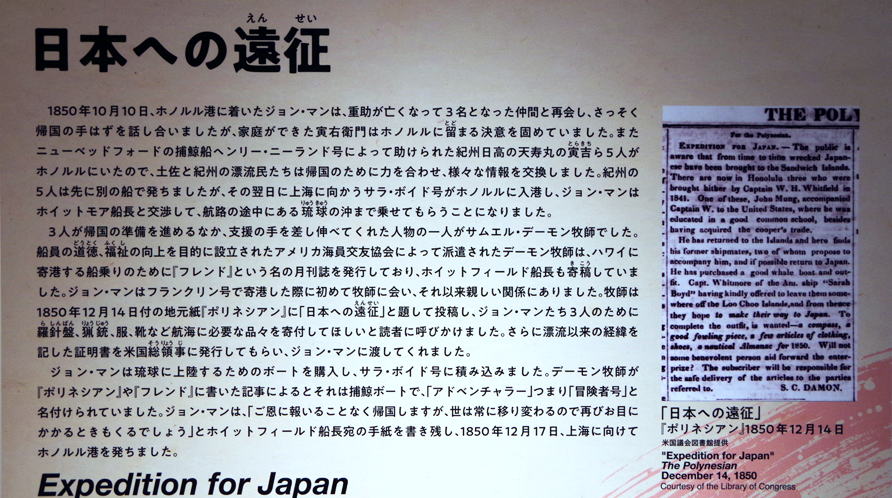 えん せい
日本への遠征
1850年10月10日、ホノルル港に着いたジョン・マンは、重助が亡くなって3名となった仲間と再会し、さっそく
帰国の手はずを話し合いましたが、家庭ができた寅右衛門はホノルルに留まる決意を固めていました。また
ニューベッドフォードの捕鯨船ヘンリー・ニーランド号によって助けられた紀州日高の天寿丸の寅吉ら5人が
ホノルルにいたので、土佐と紀州の漂流民たちは帰国のために力を合わせ、様々な情報を交換しました。紀州の
5人は先に別の船で発ちましたが、その翌日に上海に向かうサラ・ボイド号がホノルルに入港し、ジョン・マンは
ホイットモア船長と交渉して、航路の途中にある琉球の沖まで乗せてもらうことになりました。
3人が帰国の準備を進めるなか、支援の手を差し伸べてくれた人物の一人がサムエル・デーモン牧師でした。
船員の道徳、福祉の向上を目的に設立されたアメリカ海員交友協会によって派遣されたデーモン牧師は、ハワイに
寄港する船乗りのために『フレンド』という名の月刊誌を発行しており、ホイットフィールド船長も寄稿していま
した。ジョン・マンはフランクリン号で寄港した際に初めて牧師に会い、それ以来親しい関係にありました。牧師は
1850年12月14日付の地元紙『ポリネシアン』に「日本への遠征」と題して投稿し、ジョン・マンたち3人のために
羅針盤、猟銃、服、靴など航海に必要な品々を寄付してほしいと読者に呼びかけました。さらに漂流以来の経緯を
記した証明書を米国総領事に発行してもらい、ジョン・マンに渡してくれました。
ジョン・マンは琉球に上陸するためのボートを購入し、サラ・ボイド号に積み込みました。デーモン牧師が
『ポリネシアン』や『フレンド』に書いた記事によるとそれは捕鯨ボートで、「アドベンチャラー」つまり「冒険者号」と
名付けられていました。ジョン・マンは、「ご恩に報いることなく帰国しますが、世は常に移り変わるので再びお目に
かかるときもくるでしょう」とホイットフィールド船長宛の手紙を書き残し、1850年12月17日、上海に向けて
ホノルル港を発ちました。
Expedition for Japan
THE POLY
For the Polynesian.
EXPEDITION FOR JAPAN.—The public is
aware that from time to time wrecked Japan-
ese have been brought to the Sandwich Islands.
There are now in Honolulu three who were
brought hither by Captain W. H. Whitfield in
1841. One of these, John Mung, accompanied
Captain W. to the United States, where he was
educated in a good common school, besides
having acquired the cooper's trade.
He has returned to the Islands and here finds
his former shipmates, two of whom propose to
accompany him, and if possible return to Japan.
He has purchased a good whale boat and out-
fit. Capt. Whitmore of the Am. ship "Sarah
Boyd" having kindly offered to leave them some-
where off the Loo Choo Islands, and from thence
they hope to make their way to Japan. To
complete the outfit, is wanted—a compass, a
good fowling piece, a few articles of clothing,
shoes, a nautical Almanac for 1850. Will not
some benevolent person aid forward the enter-
prize? The subscriber will be responsible for
the safe delivery of the articles to the parties
referred to. S. C. DAMON.
「日本への遠征」
『ポリネシアン』1850年12月14日
米国議会図書館提供
"Expedition for Japan"
The Polynesian
December 14, 1850
Courtesy of the Library of Congress